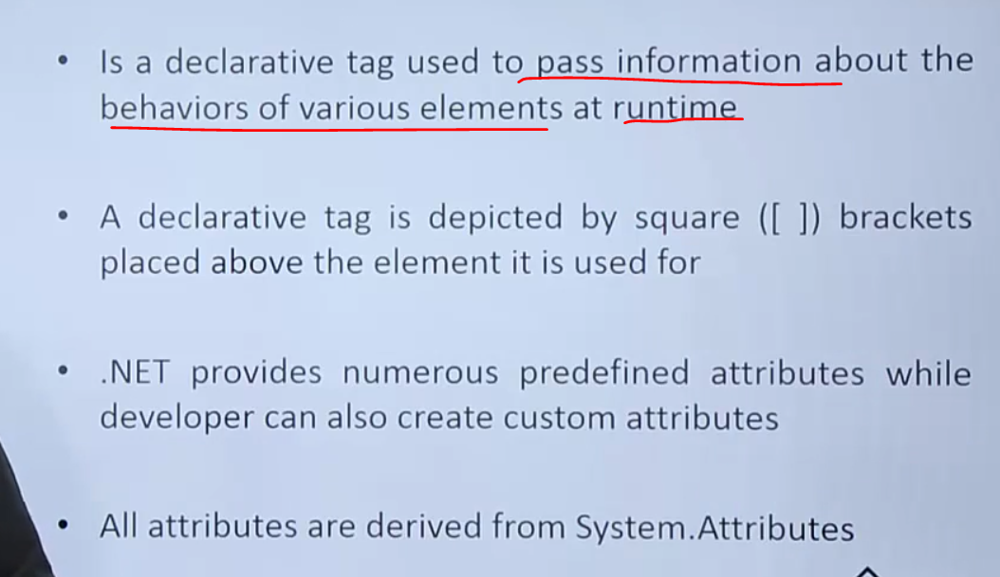 • Is a declarative tag used to pass information about the
behaviors of various elements at runtime
• A declarative tag is depicted by square ([ ]) brackets
placed above the element it is used for
• .NET provides numerous predefined attributes while
developer can also create custom attributes
• All attributes are derived from System.Attributes